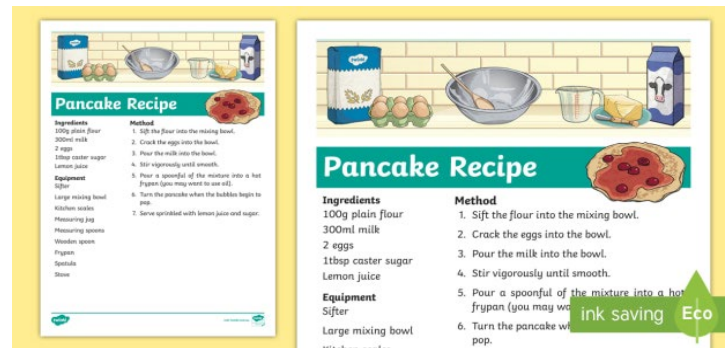 Pancake Recipe
Ingredients
100g plain flour
300ml milk
2 eggs
1tbsp caster sugar
Lemon juice
Equipment
Sifter
Large mixing bowl
Kitchen scales
Measuring jug
Measuring spoons
Wooden spoon
Frypan
Spatula
Stove
Method
1. Sift the flour into the mixing bowl.
2. Crack the eggs into the bowl.
3. Pour the milk into the bowl.
4. Stir vigorously until smooth.
5. Pour a spoonful of the mixture into a hot
frypan (you may want to use oil).
6. Turn the pancake when the bubbles begin to
pop.
7. Serve sprinkled with lemon juice and sugar.
twinkl
Pancake Recipe
Ingredients
100g plain flour
300ml milk
2 eggs
1tbsp caster sugar
Lemon juice
Equipment
Sifter
Large mixing bowl
Method
1. Sift the flour into the mixing bowl.
2. Crack the eggs into the bowl.
3. Pour the milk into the bowl.
4. Stir vigorously until smooth.
5. Pour a spoonful of the mixture into a hot
frypan (you may
6. Turn the pancake
pop.
ink saving Eco